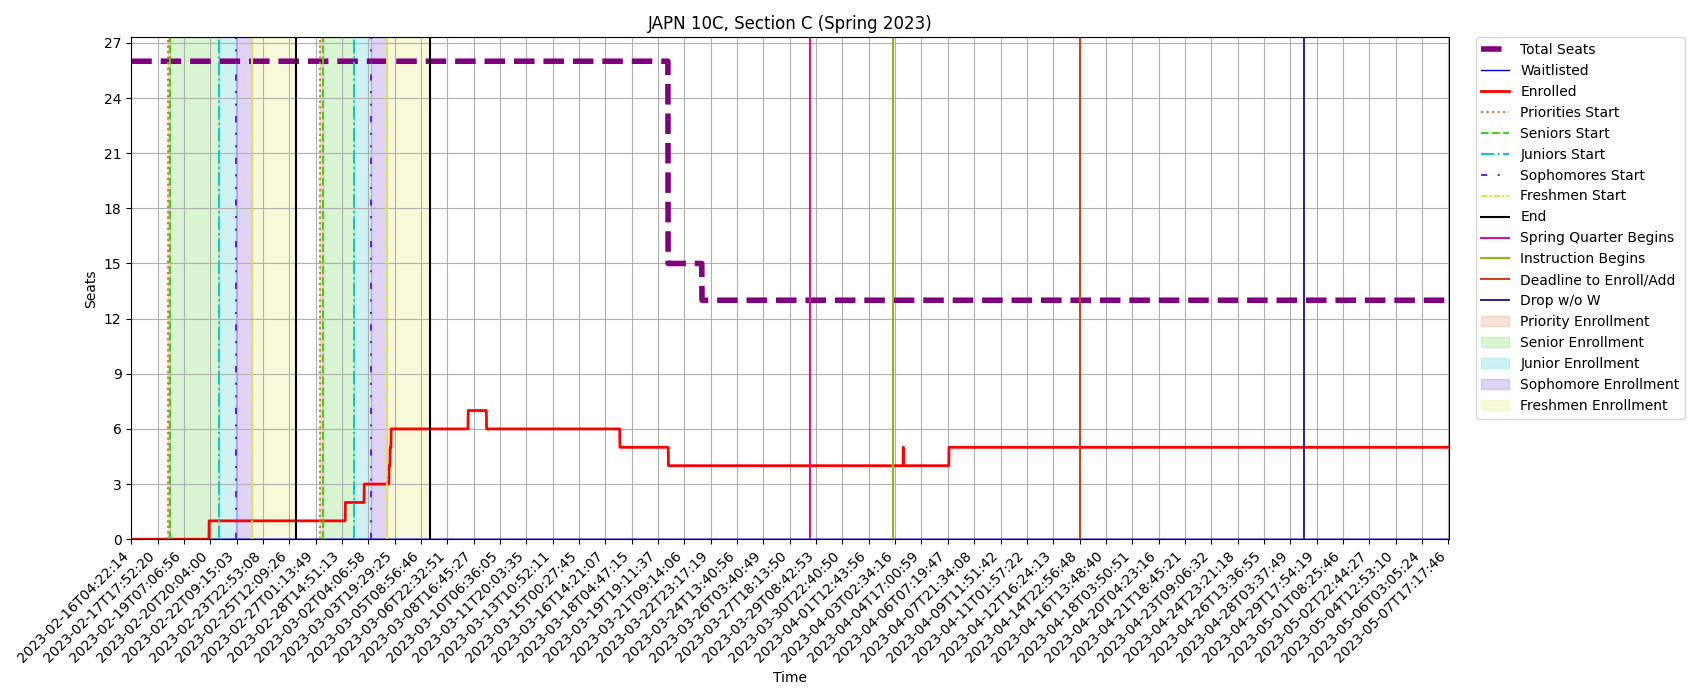 JAPN 10C, Section C (Spring 2023)
27
24
21
18
15
12
9
6
3
0
Seats
2023-02-16T04:22:14
2023-02-17T17:52:20
2023-02-19T07:06:56
2023-02-20T20:04:00
2023-02-22T09:15:03
2023-02-23T22:53:08
2023-02-25T12:09:26
2023-02-27T01:13:49
2023-02-28T14:51:13
2023-03-02T04:06:58
2023-03-03T19:29:25
2023-03-05T08:56:46
2023-03-06T22:32:51
2023-03-08T16:45:27
2023-03-10T06:36:05
2023-03-11T20:03:35
2023-03-13T10:52:11
2023-03-15T00:27:45
2023-03-16T14:21:07
2023-03-18T04:47:15
2023-03-19T19:11:37
2023-03-21T09:14:06
2023-03-22T23:17:19
2023-03-24T13:40:56
2023-03-26T03:40:49
2023-03-27T18:13:50
2023-03-29T08:42:53
2023-03-30T22:40:50
2023-04-01T12:43:56
2023-04-03T02:34:16
2023-04-04T17:00:59
2023-04-06T07:19:47
2023-04-07T21:34:08
2023-04-09T11:51:42
2023-04-11T01:57:22
2023-04-12T16:24:13
2023-04-14T22:56:48
2023-04-16T13:48:40
2023-04-18T03:50:51
2023-04-20T04:23:16
2023-04-21T18:45:21
2023-04-23T09:06:32
2023-04-24T23:21:18
2023-04-26T13:36:55
2023-04-28T03:37:49
2023-04-29T17:54:19
2023-05-01T08:25:46
2023-05-02T22:44:27
2023-05-04T12:53:10
2023-05-06T03:05:24
2023-05-07T17:17:46
Time
Total Seats
Waitlisted
Enrolled
Priorities Start
Seniors Start
Juniors Start
Sophomores Start
Freshmen Start
End
Spring Quarter Begins
Instruction Begins
Deadline to Enroll/Add
Drop w/o W
Priority Enrollment
Senior Enrollment
Junior Enrollment
Sophomore Enrollment
Freshmen Enrollment